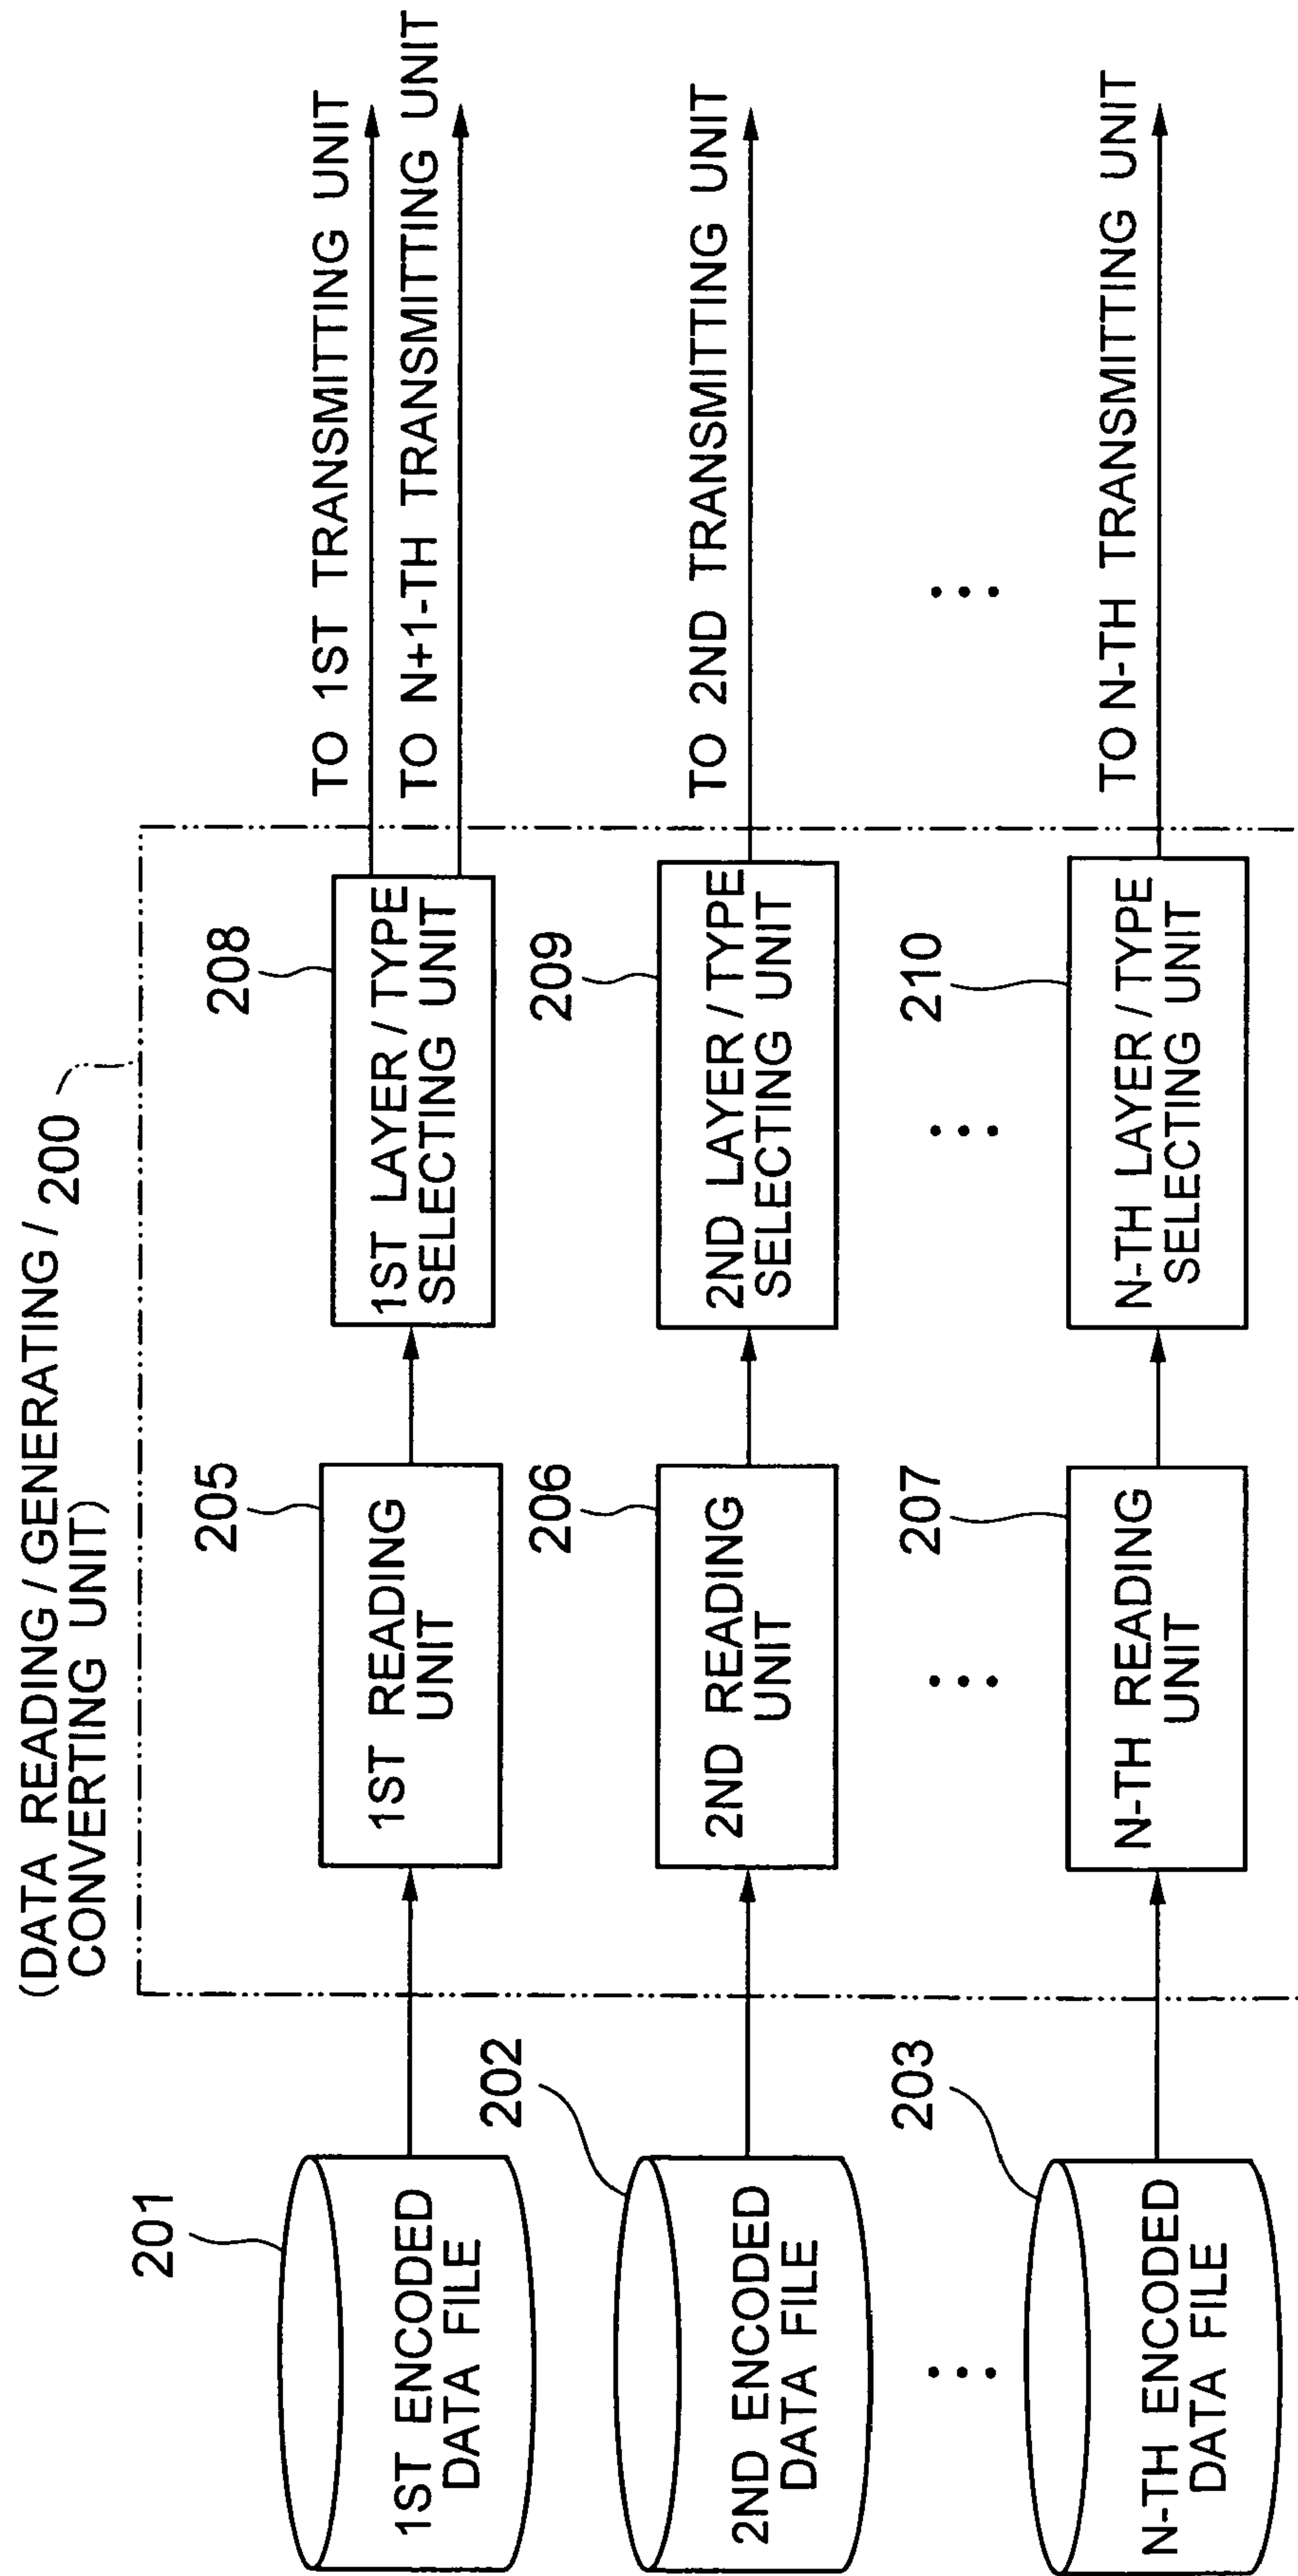 (DATA READING / GENERATING / 200
CONVERTING UNIT)
201
1ST ENCODED
DATA FILE
205
1ST READING
UNIT
208
1ST LAYER / TYPE
SELECTING UNIT
TO 1ST TRANSMITTING UNIT
TO N+1-TH TRANSMITTING UNIT
202
2ND ENCODED
DATA FILE
206
2ND READING
UNIT
209
2ND LAYER / TYPE
SELECTING UNIT
TO 2ND TRANSMITTING UNIT
...
...
...
...
203
N-TH ENCODED
DATA FILE
207
N-TH READING
UNIT
210
N-TH LAYER / TYPE
SELECTING UNIT
TO N-TH TRANSMITTING UNIT